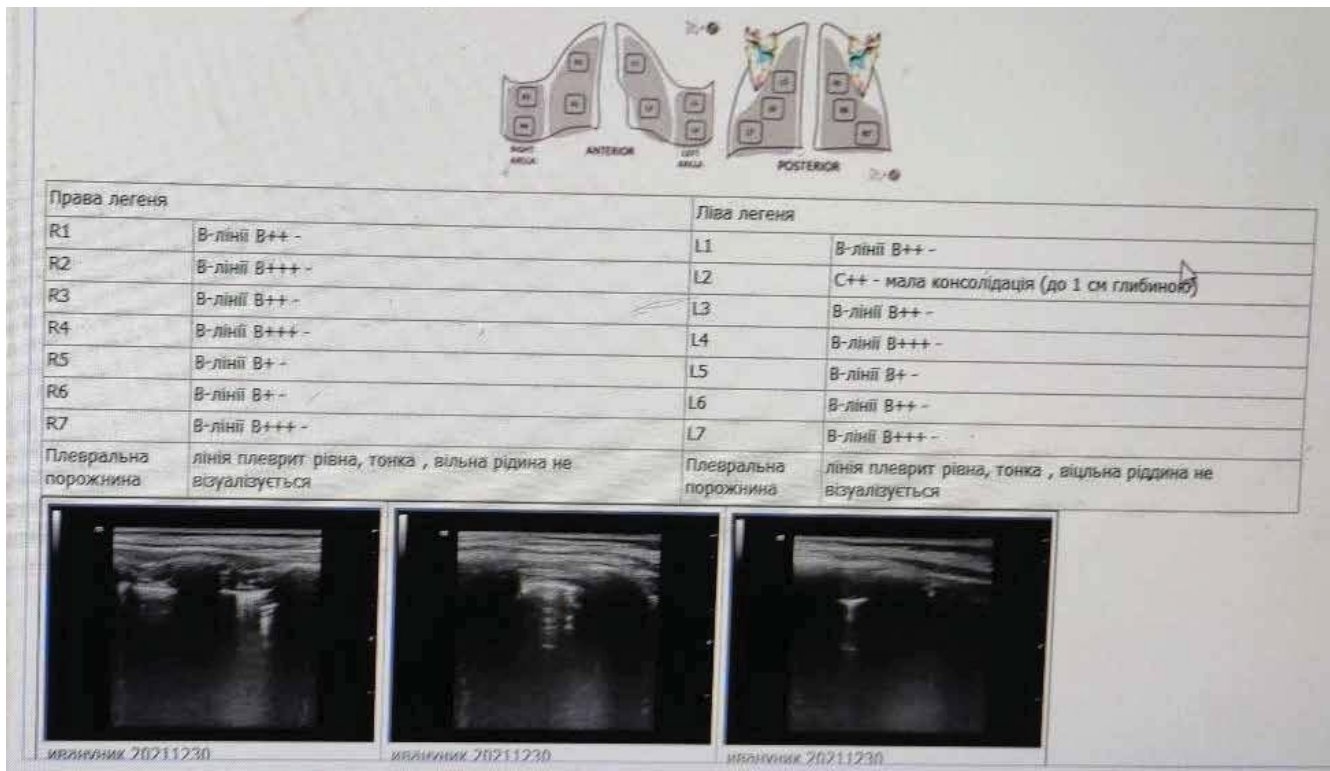 RIGHT
ANTERIOR
LEFT
POSTERIOR
Права легеня
Ліва легеня
R1
В-лінії B++ -
L1
В-лінії B++ -
R2
В-лінії B+++ -
L2
C++ - мала консолідація (до 1 см глибиною)
R3
В-лінії B++ -
L3
В-лінії B++ -
R4
В-лінії B+++ -
L4
В-лінії B+++ -
R5
В-лінії B+ -
L5
В-лінії B+ -
R6
В-лінії B+ -
L6
В-лінії B++ -
R7
В-лінії B+++ -
L7
В-лінії B+++ -
Плевральна
порожнина
лінія плеврит рівна, тонка , вільна рідина не
візуалізується
Плевральна
порожнина
лінія плеврит рівна, тонка , віцльна ріддина не
візуалізується
20211230
20211230
20211230